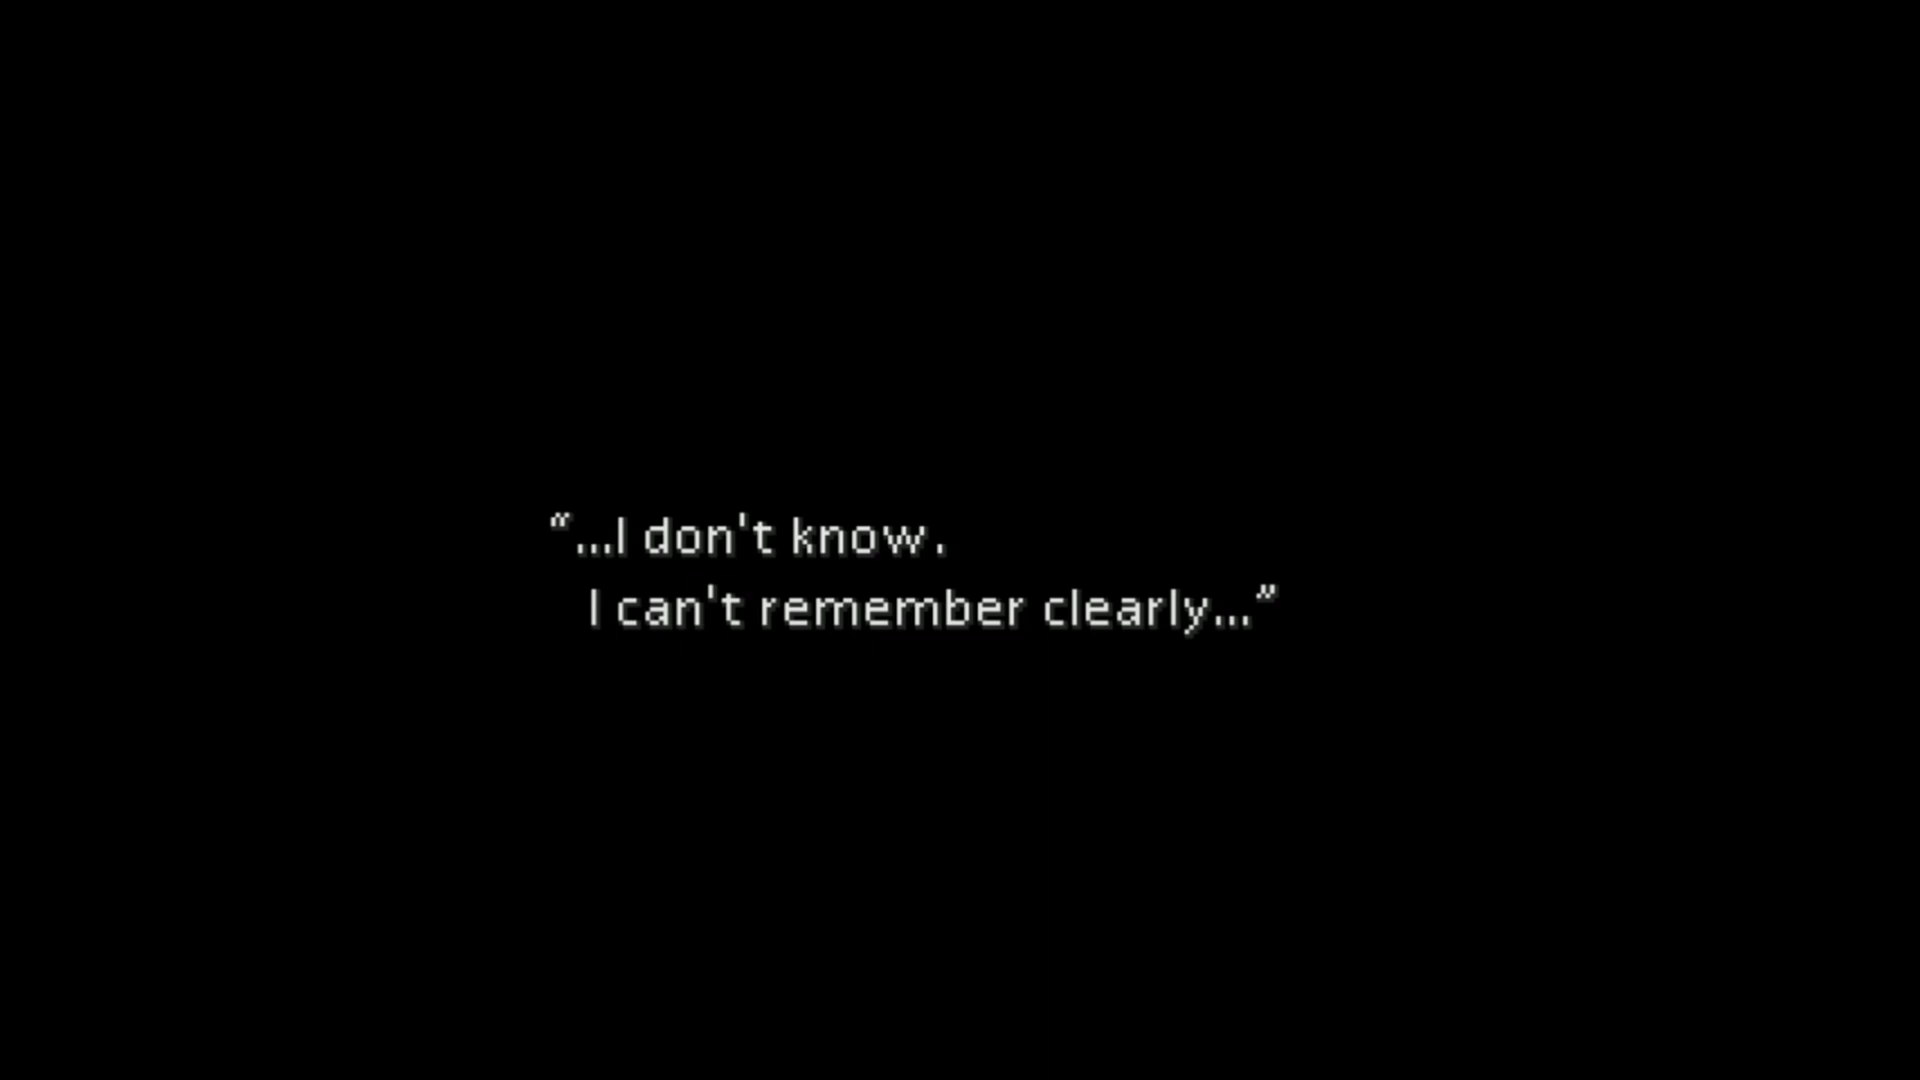 “...I don't know.
I can't remember clearly...”